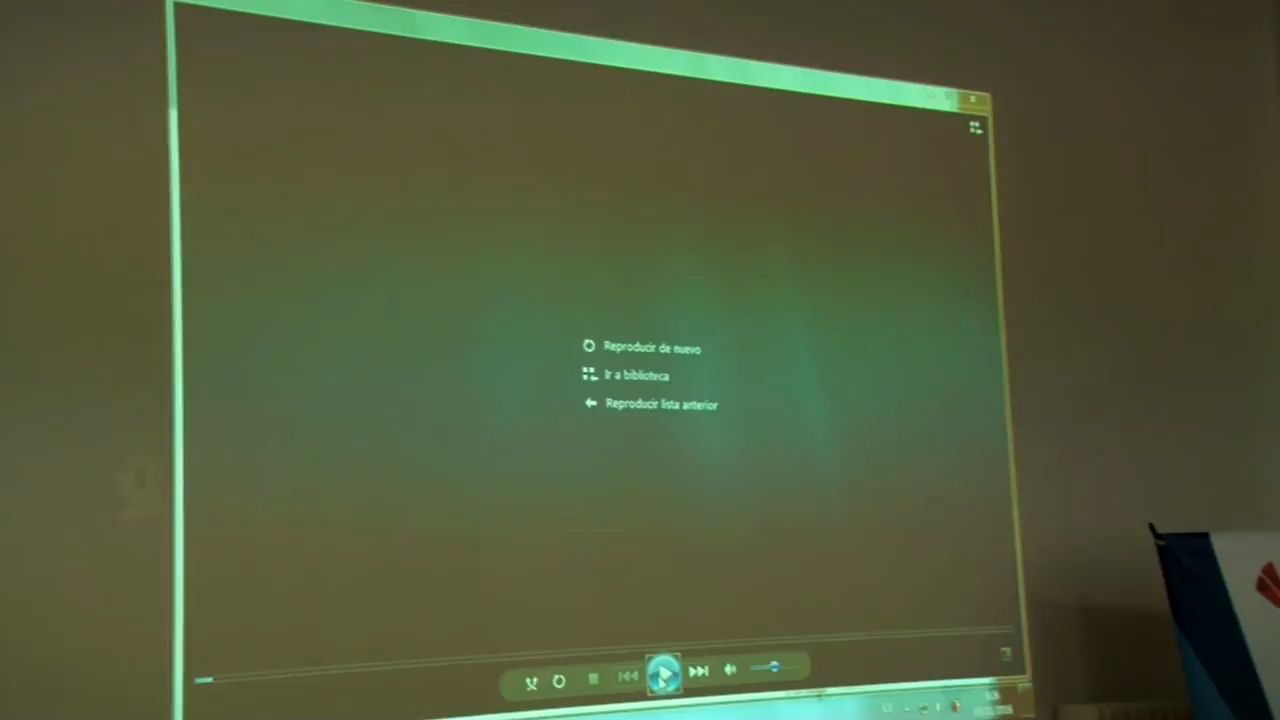 Reproducir de nuevo
Ir a biblioteca
Reproducir lista anterior